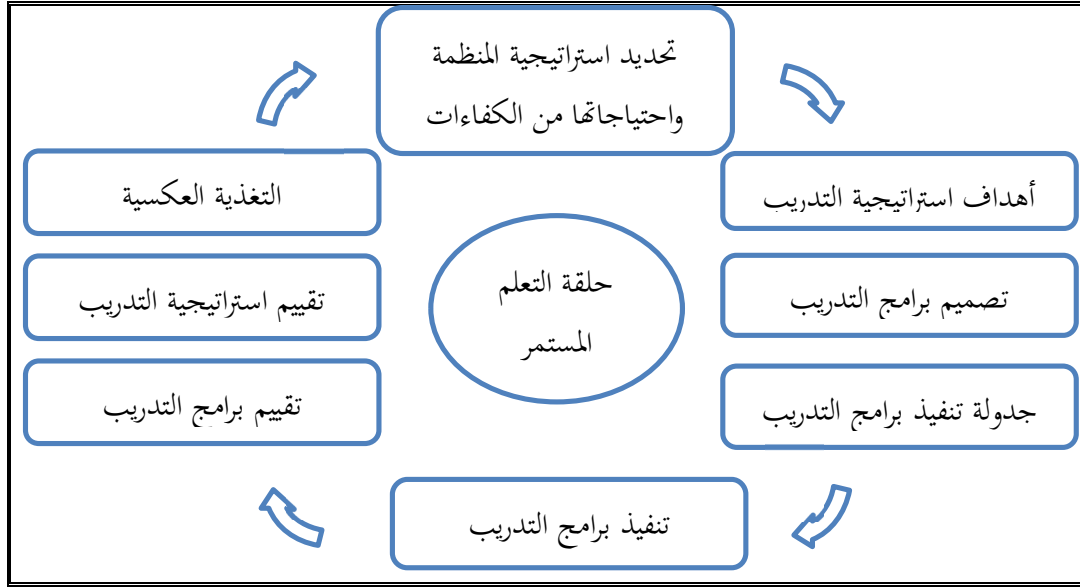 تحديد استراتيجية المنظمة
واحتياجاتها من الكفاءات
أهداف استراتيجية التدريب
تصميم برامج التدريب
جدولة تنفيذ برامج التدريب
تنفيذ برامج التدريب
تقييم برامج التدريب
تقييم استراتيجية التدريب
التغذية العكسية
حلقة التعلم
المستمر